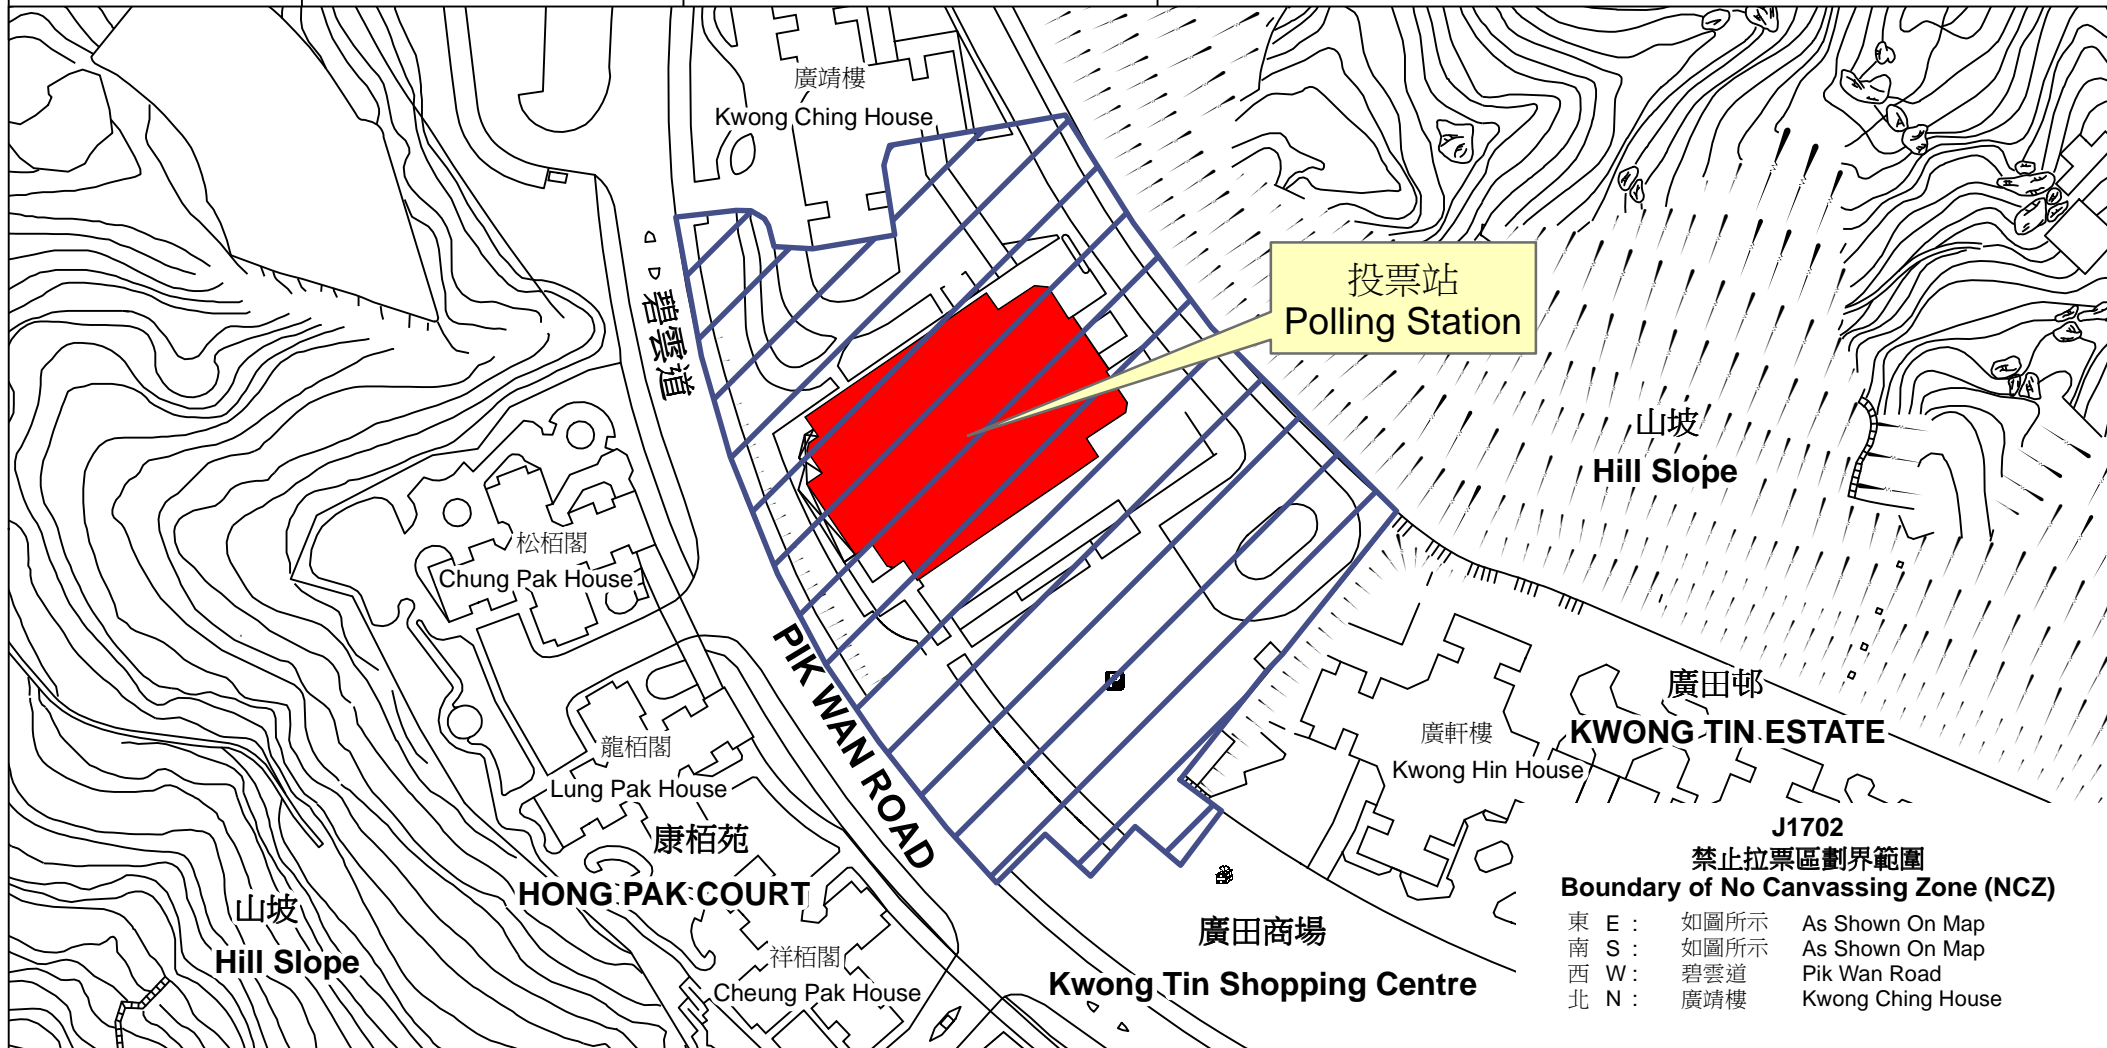 廣靖樓
Kwong Ching House
碧雲道
投票站
Polling Station
山坡
Hill Slope
松栢閣
Chung Pak House
PIK WAN ROAD
廣田邨
KWONG TIN ESTATE
廣軒樓
Kwong Hin House
龍栢閣
Lung Pak House
P
康栢苑
HONG PAK COURT
山坡
Hill Slope
祥栢閣
Cheung Pak House
廣田商場
Kwong Tin Shopping Centre
J1702
禁止拉票區劃界範圍
Boundary of No Canvassing Zone (NCZ)
東 E : 如圖所示 As Shown On Map
南 S : 如圖所示 As Shown On Map
西 W : 碧雲道 Pik Wan Road
北 N : 廣靖樓 Kwong Ching House